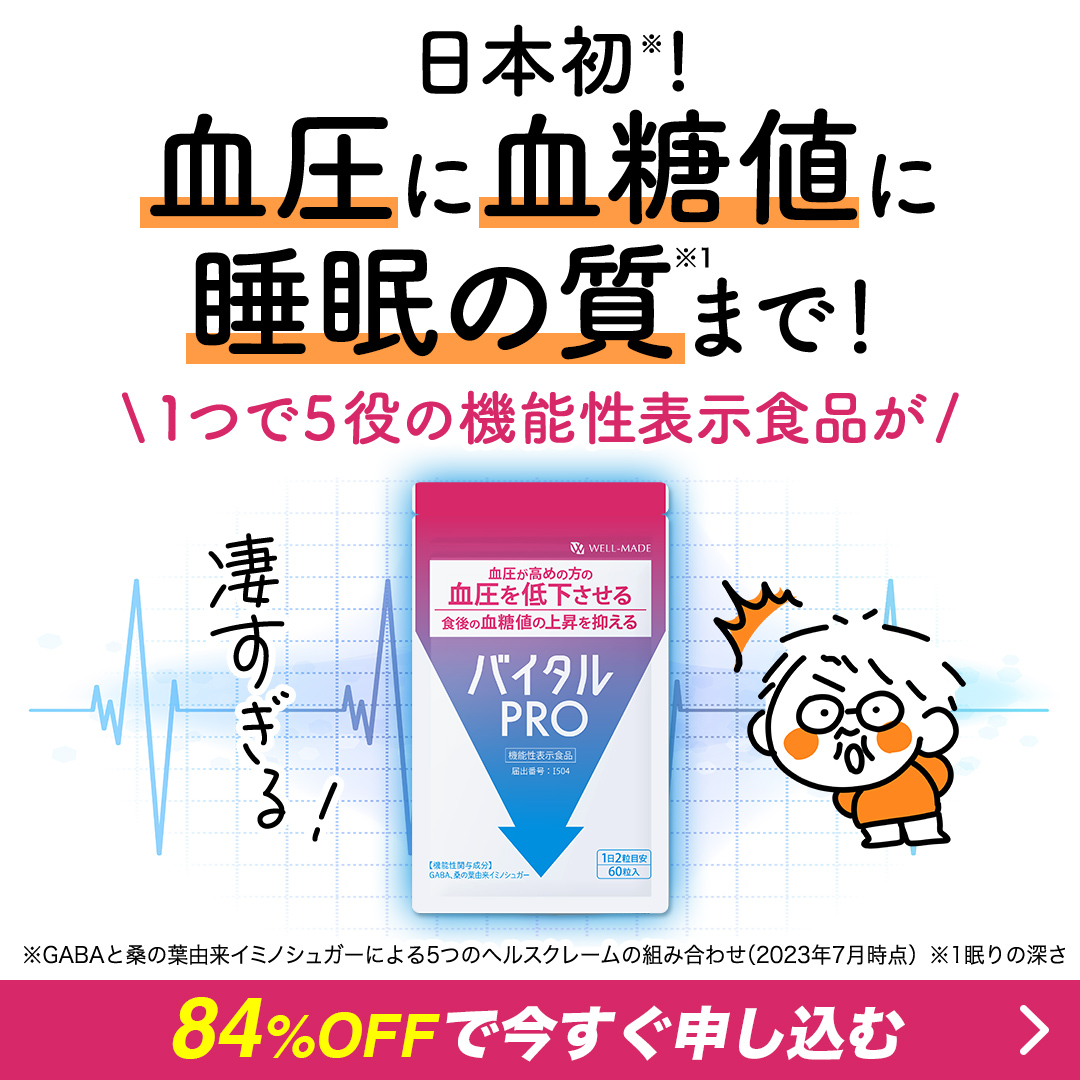 日本初※!
血圧に血糖値に
睡眠の質※1まで!
\1つで5役の機能性表示食品が/
凄すぎる!
WELL-MADE
血圧が高めの方の
血圧を低下させる
食後の血糖値の上昇を抑える
バイタル
PRO
機能性表示食品
届出番号:I504
【機能性関与成分】
GABA、桑の葉由来イミノシュガー
1日2粒目安
60粒入
※GABAと桑の葉由来イミノシュガーによる5つのヘルスクレームの組み合わせ(2023年7月時点) ※1眠りの深さ
84%OFFで今すぐ申し込む